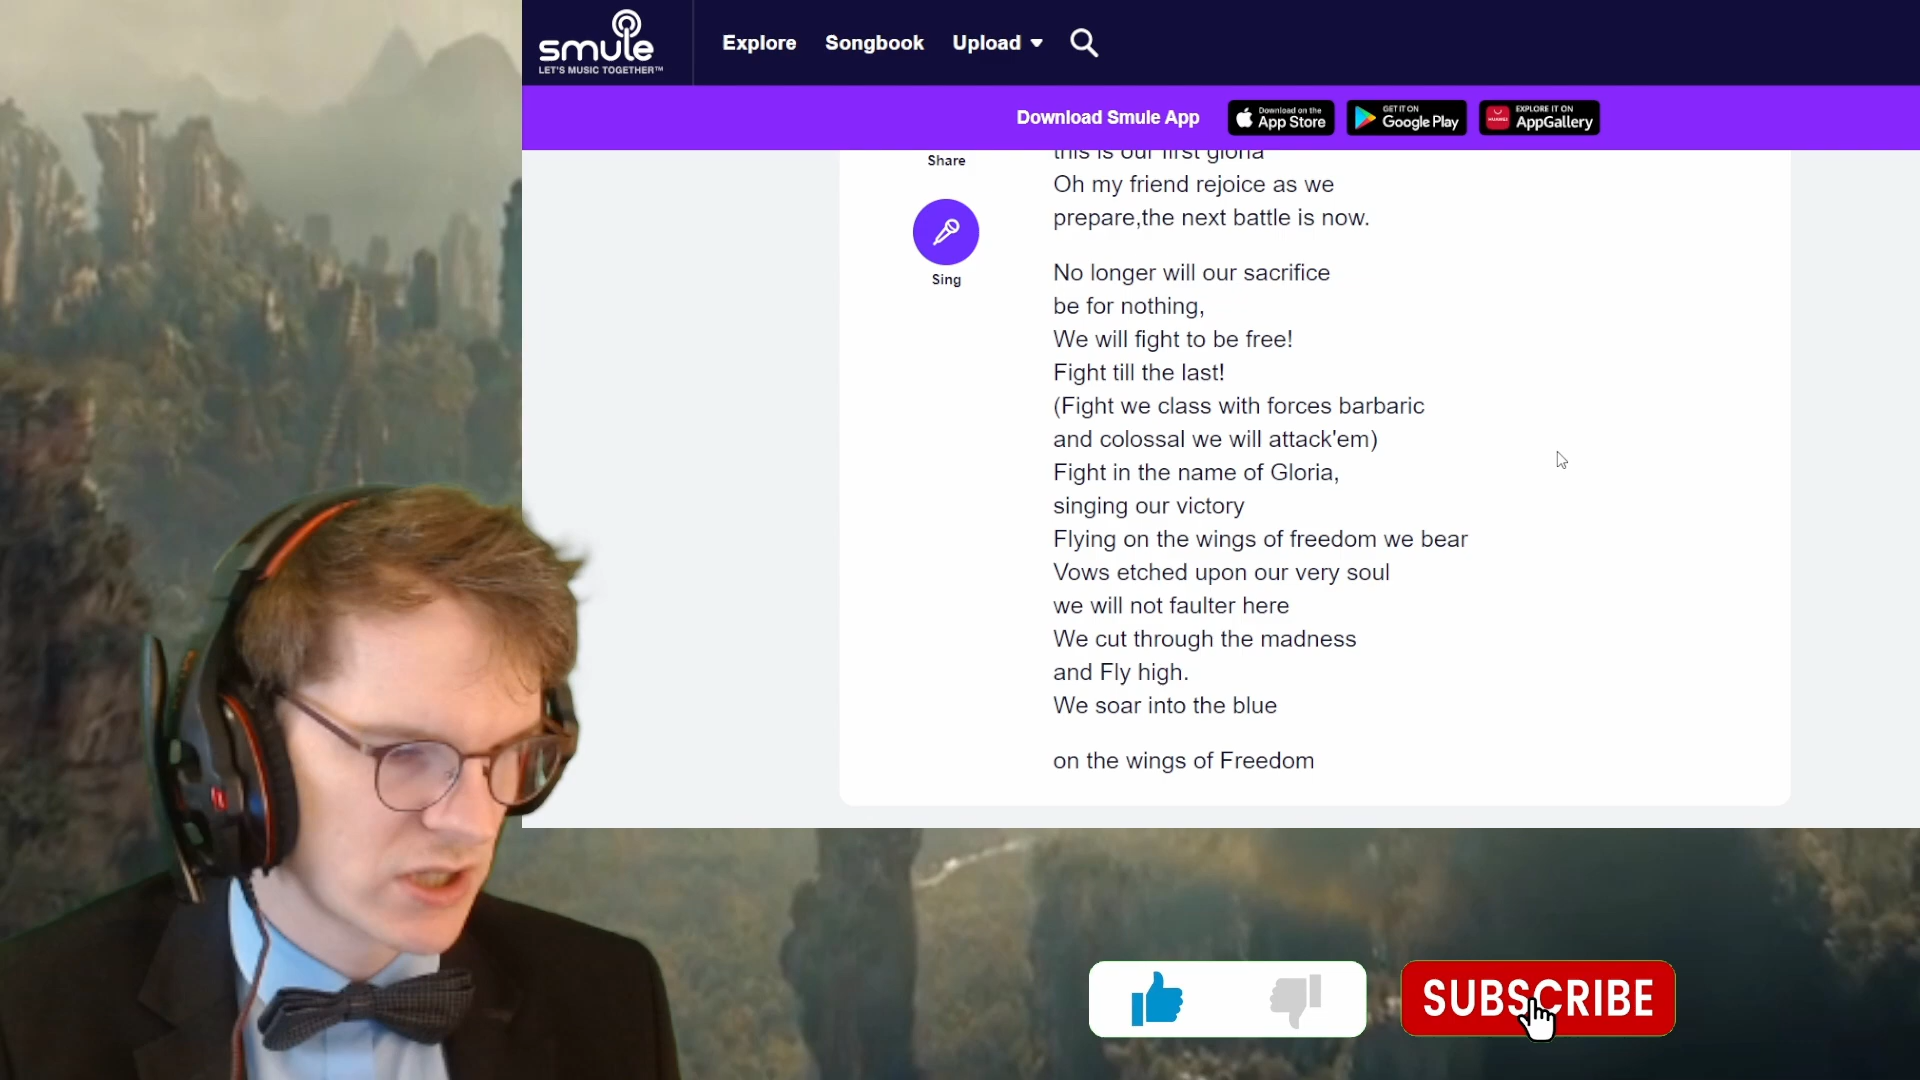 smule
LET'S MUSIC TOGETHER™
Explore
Songbook
Upload
Download Smule App
Download on the
App Store
GET IT ON
Google Play
EXPLORE IT ON
AppGallery
Share
Sing
this is our first gloria
Oh my friend rejoice as we
prepare,the next battle is now.
No longer will our sacrifice
be for nothing,
We will fight to be free!
Fight till the last!
(Fight we class with forces barbaric
and colossal we will attack'em)
Fight in the name of Gloria,
singing our victory
Flying on the wings of freedom we bear
Vows etched upon our very soul
we will not faulter here
We cut through the madness
and Fly high.
We soar into the blue
on the wings of Freedom
SUBSCRIBE